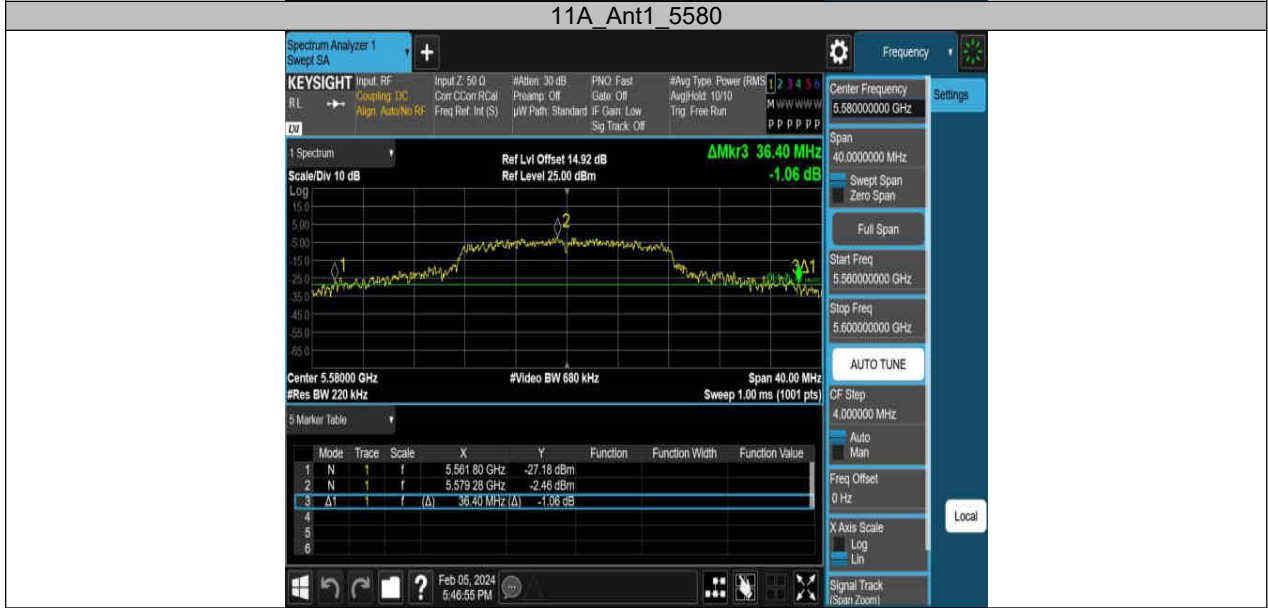 11A_Ant1_5580
Spectrum Analyzer 1
Swept SA
+
Frequency
KEYSIGHT
RL
LXI
Input: RF
Coupling: DC
Align: Auto/No RF
Input Z: 50 Ω
Corr CCorr RCal
Freq Ref: Int (S)
#Atten: 30 dB
Preamp: Off
µW Path: Standard
PNO: Fast
Gate: Off
IF Gain: Low
Sig Track: Off
#Avg Type: Power (RMS
Avg|Hold: 10/10
Trig: Free Run
1 2 3 4 5 6
M W W W W W
P P P P P P
Center Frequency
5.580000000 GHz
Settings
Span
40.0000000 MHz
Swept Span
Zero Span
Full Span
Start Freq
5.560000000 GHz
Stop Freq
5.600000000 GHz
AUTO TUNE
CF Step
4.000000 MHz
Auto
Man
Freq Offset
0 Hz
X Axis Scale
Log
Lin
Signal Track
(Span Zoom)
Local
1 Spectrum
Scale/Div 10 dB
Ref Lvl Offset 14.92 dB
Ref Level 25.00 dBm
ΔMkr3 36.40 MHz
-1.06 dB
Log
15.0
5.00
-5.00
-15.0
-25.0
-35.0
-45.0
-55.0
-65.0
1
2
3Δ1
Center 5.58000 GHz
#Res BW 220 kHz
#Video BW 680 kHz
Span 40.00 MHz
Sweep 1.00 ms (1001 pts)
5 Marker Table
Mode Trace Scale X Y Function Function Width Function Value
1 N 1 f 5.561 80 GHz -27.18 dBm
2 N 1 f 5.579 28 GHz -2.46 dBm
3 Δ1 1 f (Δ) 36.40 MHz (Δ) -1.06 dB
4
5
6
?
Feb 05, 2024
5:46:55 PM